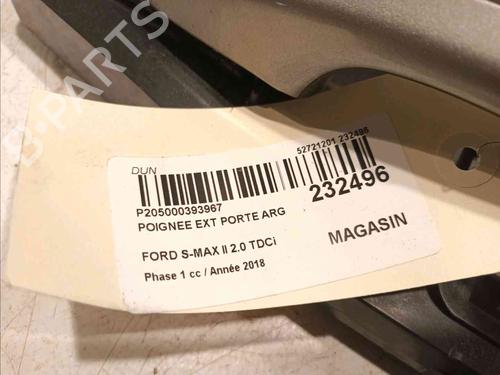 B-PARTS
DUN
52721201 232496
P205000393967
232496
POIGNEE EXT PORTE ARG
FORD S-MAX II 2.0 TDCi
MAGASIN
Phase 1 cc / Année 2018